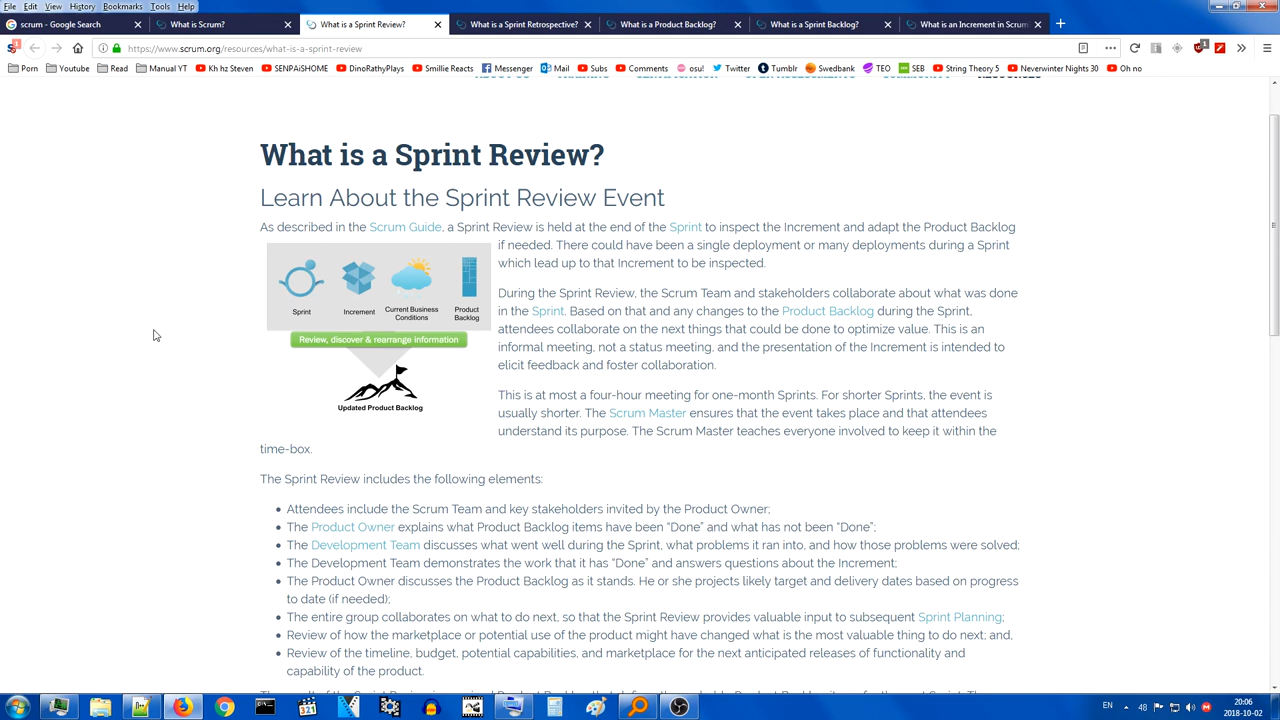 File Edit View History Bookmarks Tools Help
scrum - Google Search
What is Scrum?
What is a Sprint Review?
What is a Sprint Retrospective?
What is a Product Backlog?
What is a Sprint Backlog?
What is an Increment in Scrum
https://www.scrum.org/resources/what-is-a-sprint-review
Porn Youtube Read Manual YT Kh hz Steven SENPAiSHOME DinoRathyPlays Smillie Reacts Messenger Mail Subs Comments osu! Twitter Tumblr Swedbank TEO SEB String Theory 5 Neverwinter Nights 30 Oh no
What is a Sprint Review?
Learn About the Sprint Review Event
As described in the Scrum Guide, a Sprint Review is held at the end of the Sprint to inspect the Increment and adapt the Product Backlog
if needed. There could have been a single deployment or many deployments during a Sprint
which lead up to that Increment to be inspected.
Sprint
Increment
Current Business
Conditions
Product
Backlog
Review, discover & rearrange information
Updated Product Backlog
During the Sprint Review, the Scrum Team and stakeholders collaborate about what was done
in the Sprint. Based on that and any changes to the Product Backlog during the Sprint,
attendees collaborate on the next things that could be done to optimize value. This is an
informal meeting, not a status meeting, and the presentation of the Increment is intended to
elicit feedback and foster collaboration.
This is at most a four-hour meeting for one-month Sprints. For shorter Sprints, the event is
usually shorter. The Scrum Master ensures that the event takes place and that attendees
understand its purpose. The Scrum Master teaches everyone involved to keep it within the
time-box.
The Sprint Review includes the following elements:
Attendees include the Scrum Team and key stakeholders invited by the Product Owner;
The Product Owner explains what Product Backlog items have been “Done” and what has not been “Done”;
The Development Team discusses what went well during the Sprint, what problems it ran into, and how those problems were solved;
The Development Team demonstrates the work that it has “Done” and answers questions about the Increment;
The Product Owner discusses the Product Backlog as it stands. He or she projects likely target and delivery dates based on progress
to date (if needed);
The entire group collaborates on what to do next, so that the Sprint Review provides valuable input to subsequent Sprint Planning;
Review of how the marketplace or potential use of the product might have changed what is the most valuable thing to do next; and,
Review of the timeline, budget, potential capabilities, and marketplace for the next anticipated releases of functionality and
capability of the product.
EN 48 20:06
2018-10-02